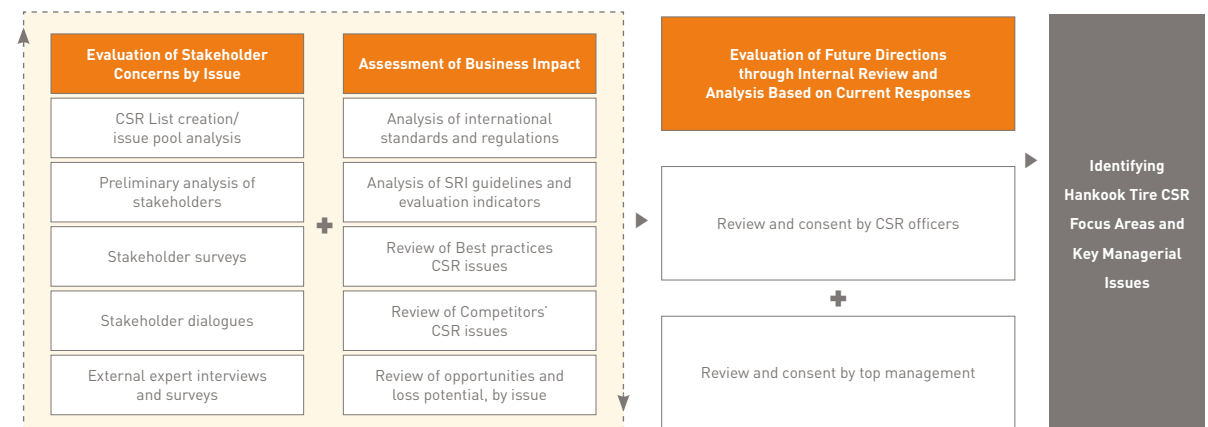 Evaluation of Stakeholder
Concerns by Issue
CSR List creation/
issue pool analysis
Preliminary analysis of
stakeholders
Stakeholder surveys
Stakeholder dialogues
External expert interviews
and surveys
Assessment of Business Impact
Analysis of international
standards and regulations
Analysis of SRI guidelines and
evaluation indicators
Review of Best practices
CSR issues
Review of Competitors'
CSR issues
Review of opportunities and
loss potential, by issue
Evaluation of Future Directions
through Internal Review and
Analysis Based on Current Responses
Review and consent by CSR officers
Review and consent by top management
Identifying
Hankook Tire CSR
Focus Areas and
Key Managerial
Issues